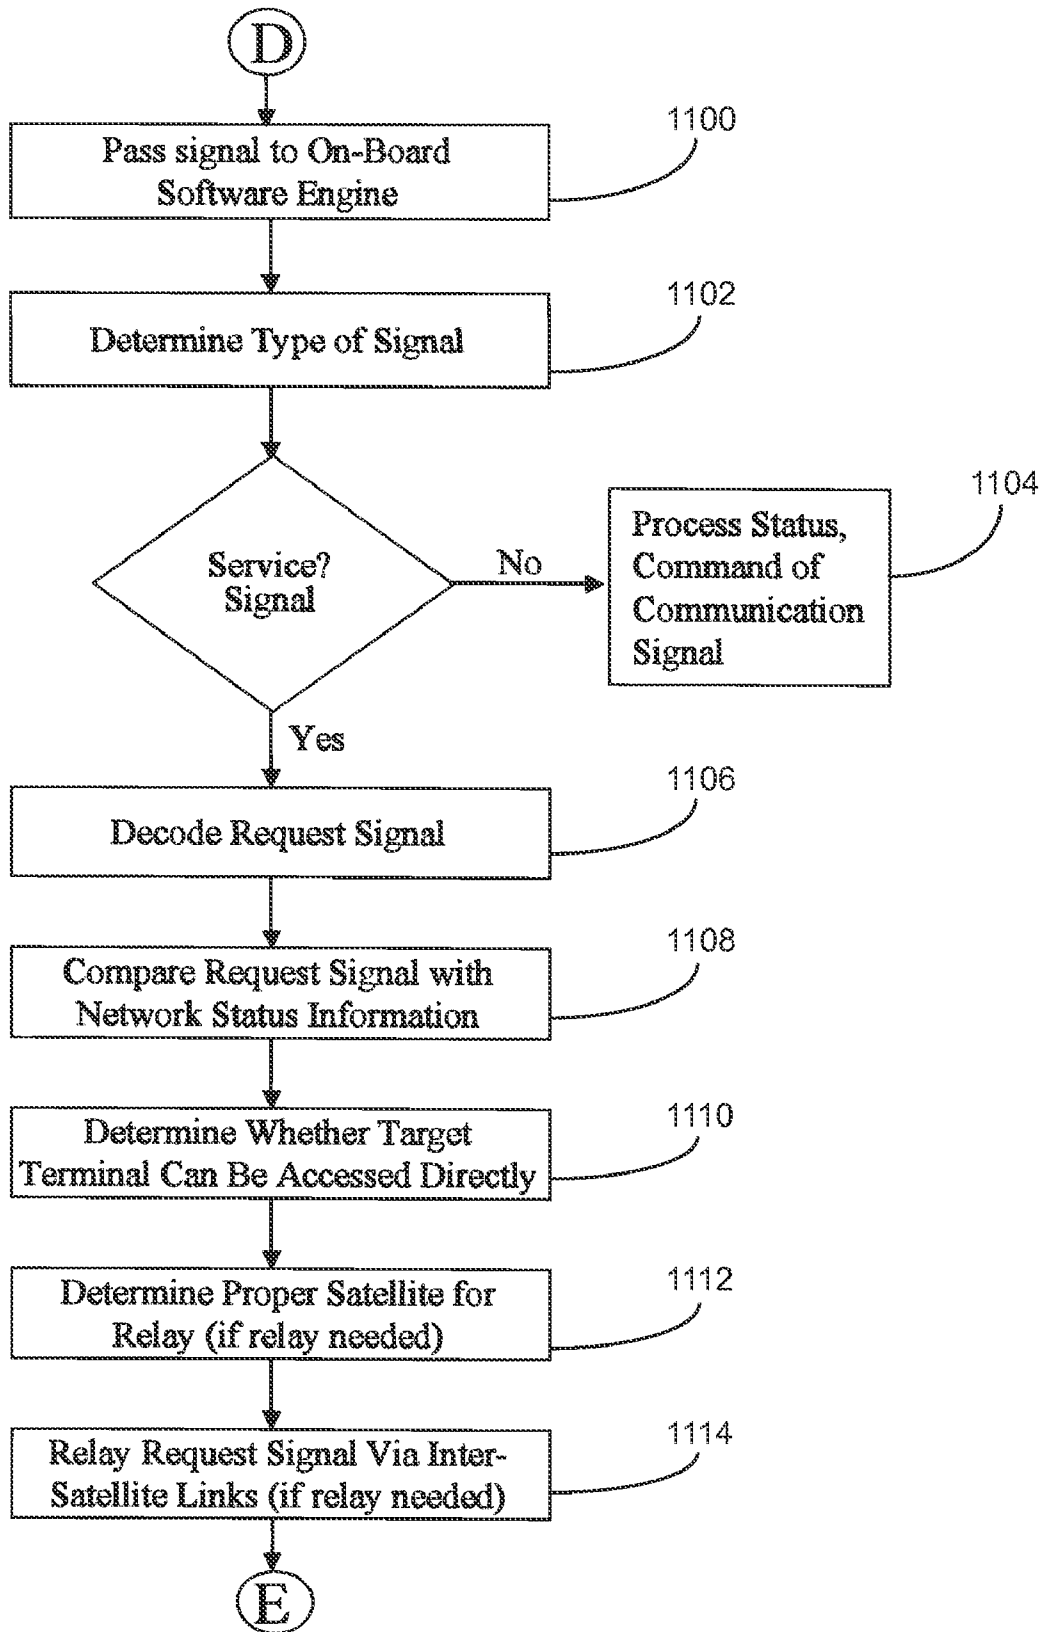 D
1100
Pass signal to On-Board
Software Engine
1102
Determine Type of Signal
1104
Service?
Signal
No
Process Status,
Command of
Communication
Signal
Yes
1106
Decode Request Signal
1108
Compare Request Signal with
Network Status Information
1110
Determine Whether Target
Terminal Can Be Accessed Directly
1112
Determine Proper Satellite for
Relay (if relay needed)
1114
Relay Request Signal Via Inter-
Satellite Links (if relay needed)
E